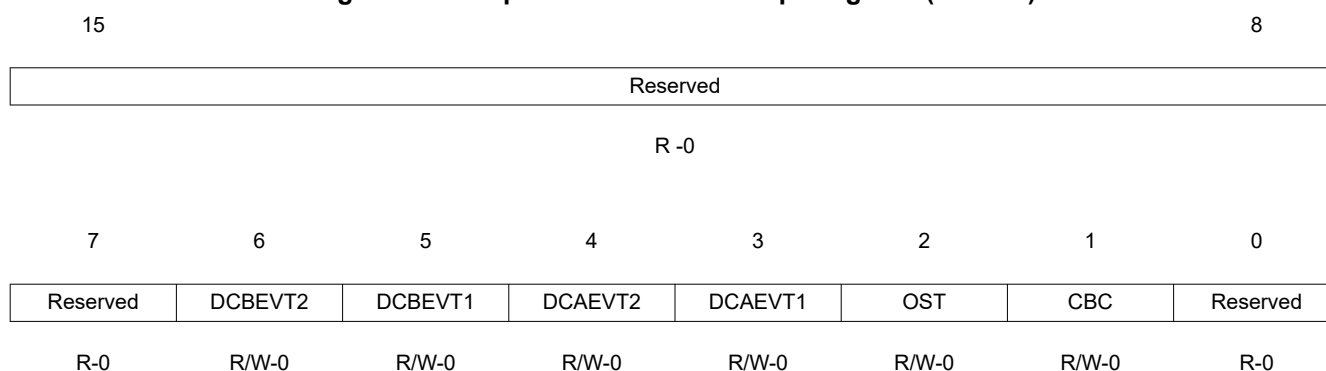 15 8
Reserved
R -0
7 6 5 4 3 2 1 0
Reserved DCBEVT2 DCBEVT1 DCAEVT2 DCAEVT1 OST CBC Reserved
R-0 R/W-0 R/W-0 R/W-0 R/W-0 R/W-0 R/W-0 R-0